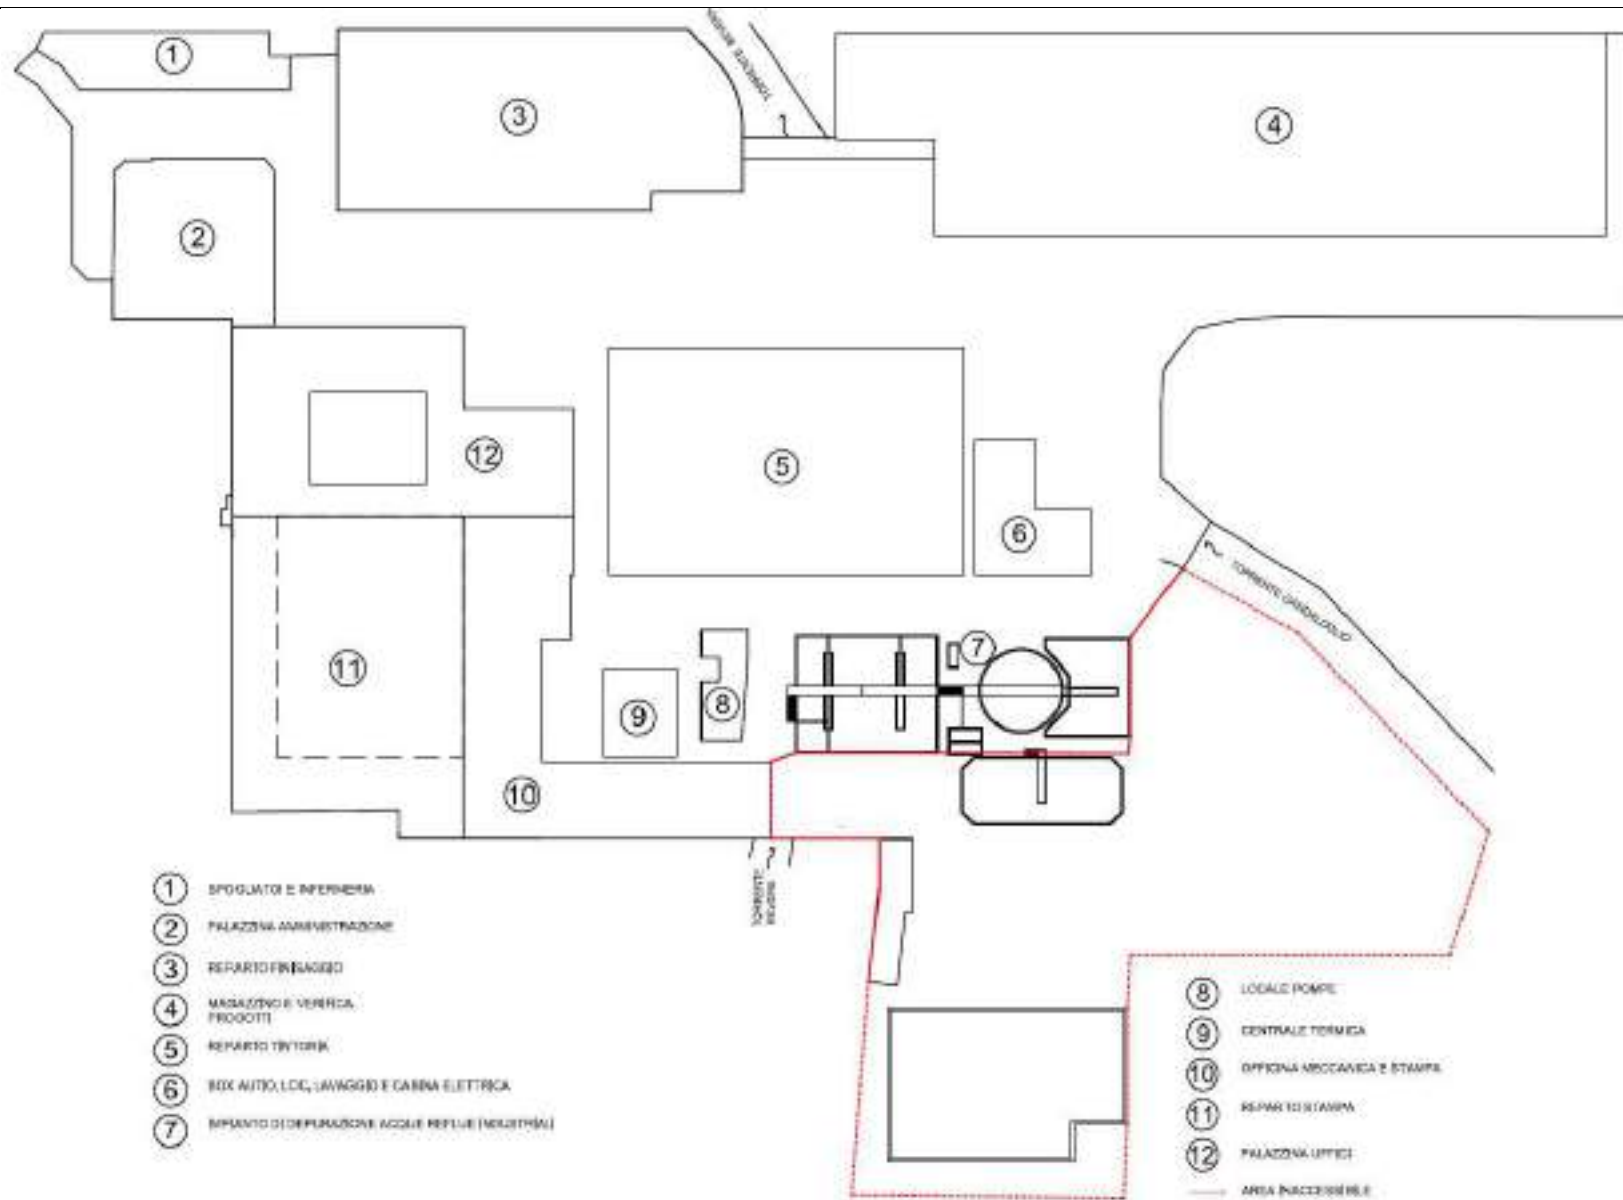 1
TORRENTE
3
4
2
12
5
6
TORRENTE
11
7
9
8
10
TORRENTE
1 SPOGLIATOI E INFERMERIA
2 PALAZZINA AMMINISTRAZIONE
3 REPARTO FINISAGGIO
4 MAGAZZINO E VERIFICA
PRODOTTI
5 REPARTO TINTORIA
6 BOX AUTO, LOC. LAVAGGIO E CABINA ELETTRICA
7 IMPIANTO DI DEPURAZIONE ACQUE REFLUE INDUSTRIALI
8 LOCALE POMPE
9 CENTRALE TERMICA
10 OFFICINA MECCANICA E STAMPA
11 REPARTO STAMPA
12 PALAZZINA UFFICI
AREA INACCESSIBILE